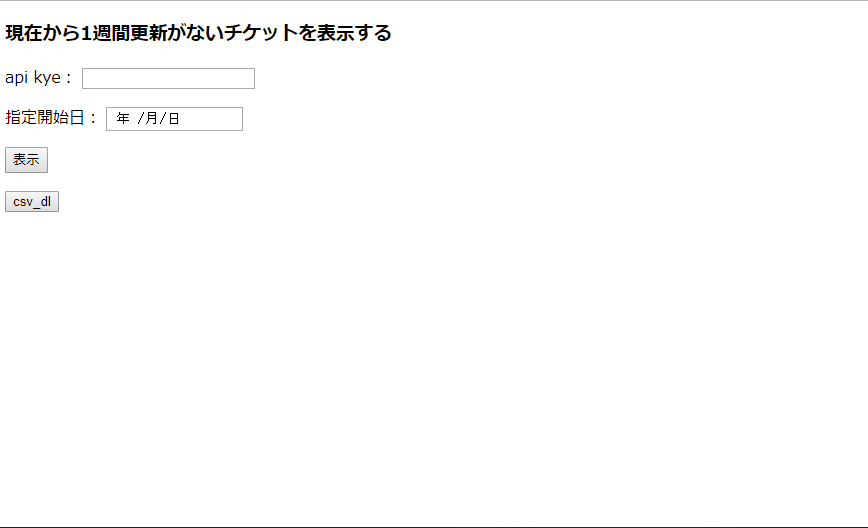 現在から1週間更新がないチケットを表示する
api kye：
指定開始日： 年 /月/日
表示
csv_dl